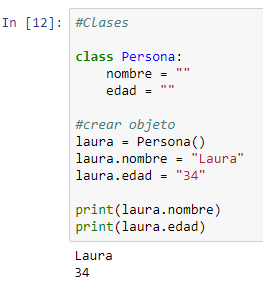 In [12]: #Clases
class Persona:
    nombre = ""
    edad = ""
#crear objeto
laura = Persona()
laura.nombre = "Laura"
laura.edad = "34"
print(laura.nombre)
print(laura.edad)
Laura
34